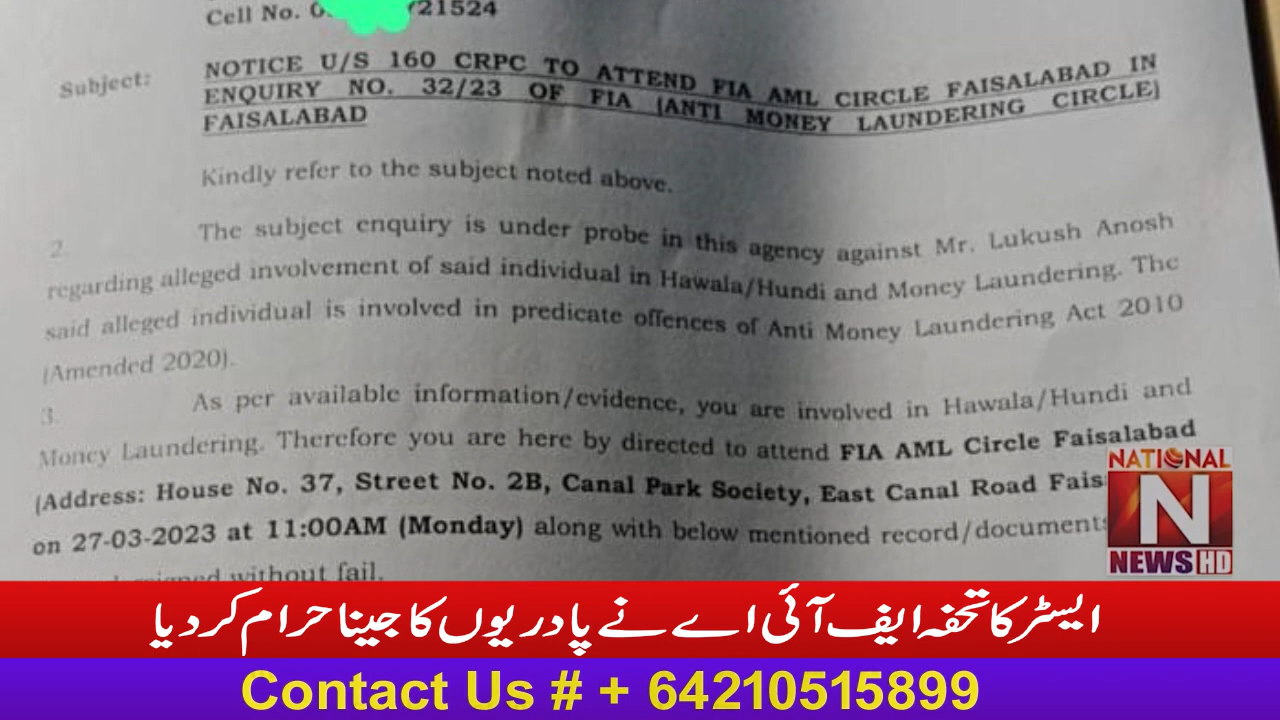 Cell No. 0 /21524
Subject: NOTICE U/S 160 CRPC TO ATTEND FIA AML CIRCLE FAISALABAD IN
ENQUIRY NO. 32/23 OF FIA (ANTI MONEY LAUNDERING CIRCLE)
FAISALABAD
Kindly refer to the subject noted above.
2. The subject enquiry is under probe in this agency against Mr. Lukush Anosh
regarding alleged involvement of said individual in Hawala/Hundi and Money Laundering. The
said alleged individual is involved in predicate offences of Anti Money Laundering Act 2010
(Amended 2020).
3. As per available information/evidence, you are involved in Hawala/Hundi and
Money Laundering. Therefore you are here by directed to attend FIA AML Circle Faisalabad
(Address: House No. 37, Street No. 2B, Canal Park Society, East Canal Road
on 27-03-2023 at 11:00AM (Monday) along with below mentioned record/documents
without fail.
NATIONAL
N
NEWS HD
ایسٹر کا تحفہ ایف آئی اے نے پادریوں کا جینا حرام کر دیا
Contact Us # + 64210515899